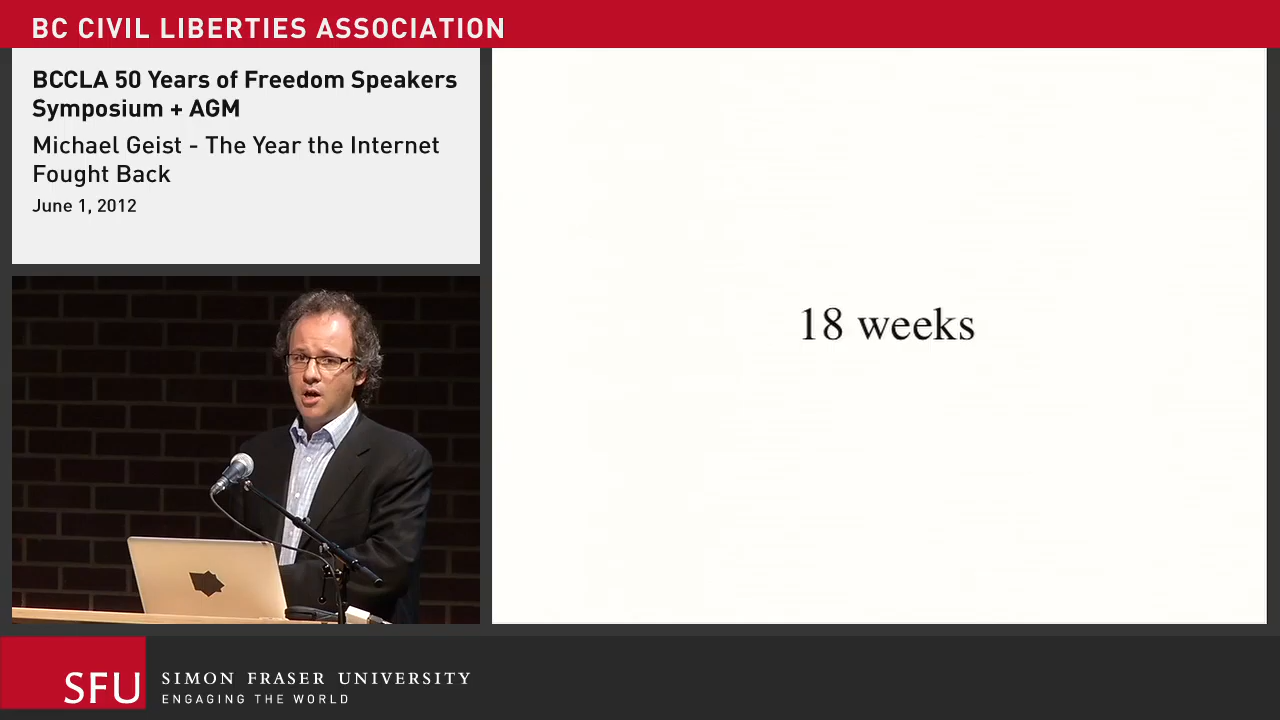 BC CIVIL LIBERTIES ASSOCIATION
BCCLA 50 Years of Freedom Speakers
Symposium + AGM
Michael Geist - The Year the Internet
Fought Back
June 1, 2012
18 weeks
SFU
SIMON FRASER UNIVERSITY
ENGAGING THE WORLD